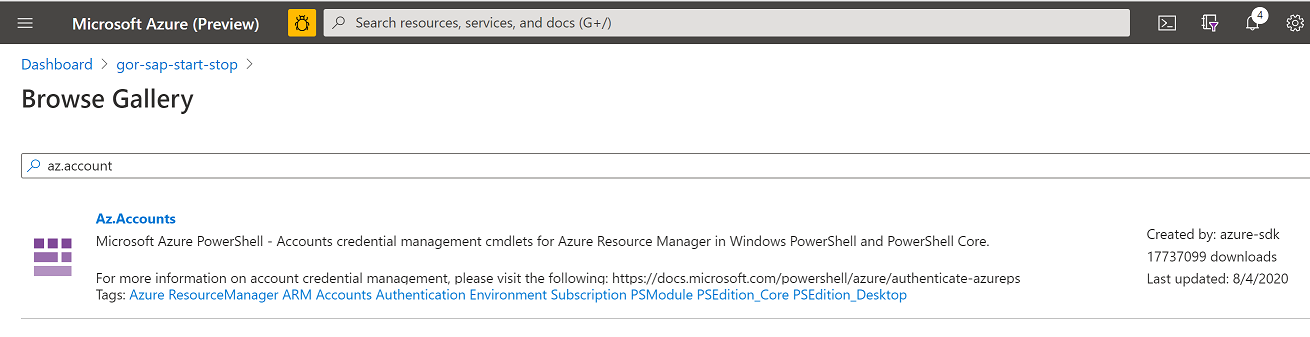 Microsoft Azure (Preview)
Search resources, services, and docs (G+/)
4
Dashboard > gor-sap-start-stop >
Browse Gallery
az.account
Az.Accounts
Microsoft Azure PowerShell - Accounts credential management cmdlets for Azure Resource Manager in Windows PowerShell and PowerShell Core.
For more information on account credential management, please visit the following: https://docs.microsoft.com/powershell/azure/authenticate-azureps
Tags: Azure ResourceManager ARM Accounts Authentication Environment Subscription PSModule PSEdition_Core PSEdition_Desktop
Created by: azure-sdk
17737099 downloads
Last updated: 8/4/2020